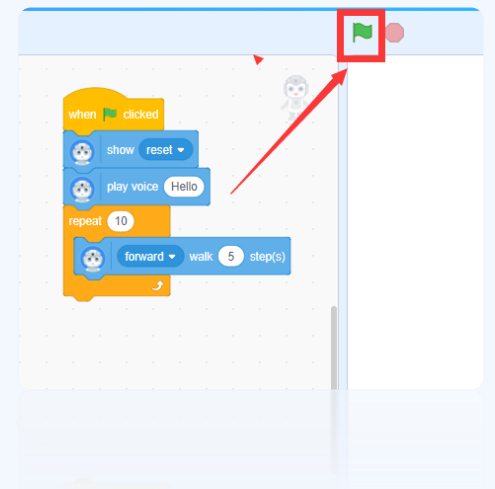 when clicked
show reset
play voice Hello
repeat 10
forward walk 5 step(s)